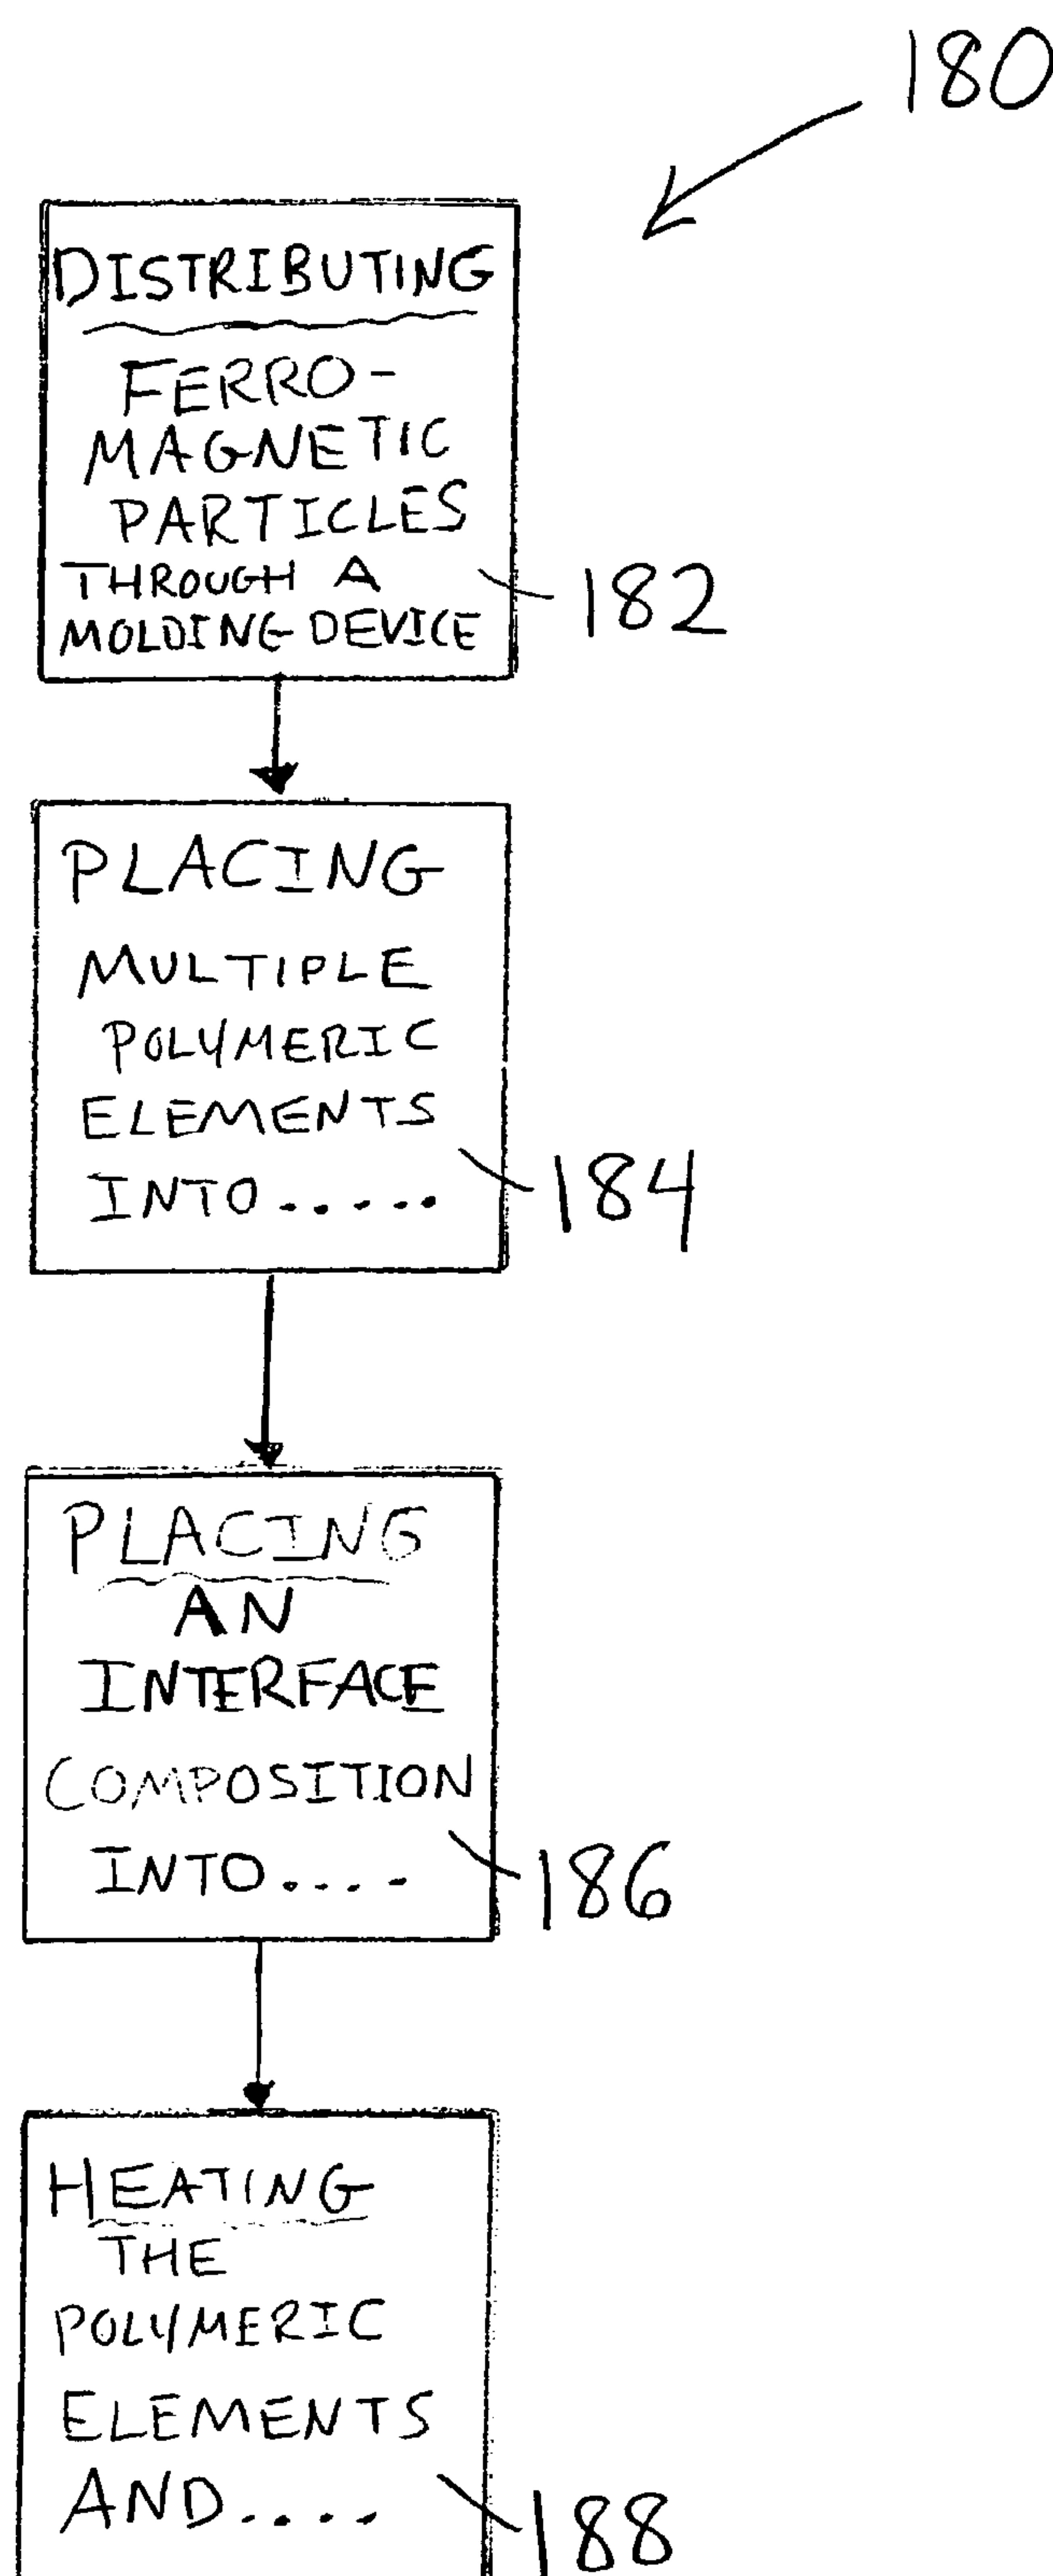 180
DISTRIBUTING
FERRO-
MAGNETIC
PARTICLES
THROUGH A
MOLDING DEVICE
182
PLACING
MULTIPLE
POLYMERIC
ELEMENTS
INTO.....
184
PLACING
AN
INTERFACE
COMPOSITION
INTO....
186
HEATING
THE
POLYMERIC
ELEMENTS
AND....
188